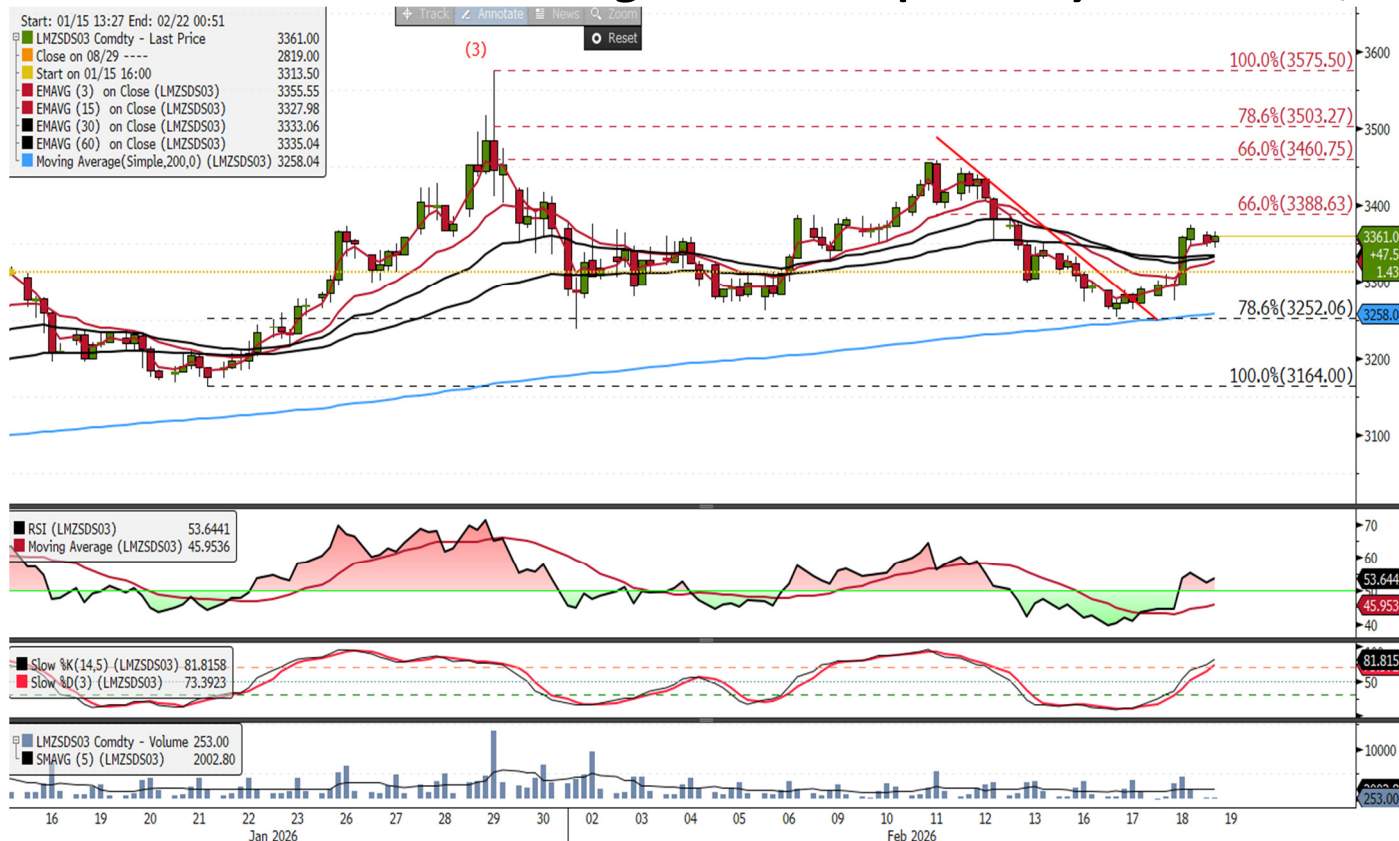 Start: 01/15 13:27 End: 02/22 00:51
LMZSDS03 Comdty - Last Price 3361.00
Close on 08/29 ---- 2819.00
Start on 01/15 16:00 3313.50
EMAVG (3) on Close (LMZSDS03) 3355.55
EMAVG (15) on Close (LMZSDS03) 3327.98
EMAVG (30) on Close (LMZSDS03) 3333.06
EMAVG (60) on Close (LMZSDS03) 3335.04
Moving Average(Simple,200,0) (LMZSDS03) 3258.04
Track Annotate News Zoom
Reset
(3)
100.0%(3575.50)
78.6%(3503.27)
66.0%(3460.75)
66.0%(3388.63)
78.6%(3252.06)
100.0%(3164.00)
3600
3500
3400
3361.0
+47.5
1.43
3300
3258.0
3200
3100
RSI (LMZSDS03) 53.6441
Moving Average (LMZSDS03) 45.9536
70
60
53.644
50
45.953
40
Slow %K(14,5) (LMZSDS03) 81.8158
Slow %D(3) (LMZSDS03) 73.3923
81.815
50
LMZSDS03 Comdty - Volume 253.00
SMAVG (5) (LMZSDS03) 2002.80
10000
253.00
16 19 20 21 22 23 26 27 28 29 30 02 03 04 05 06 09 10 11 12 13 16 17 18 19
Jan 2026 Feb 2026